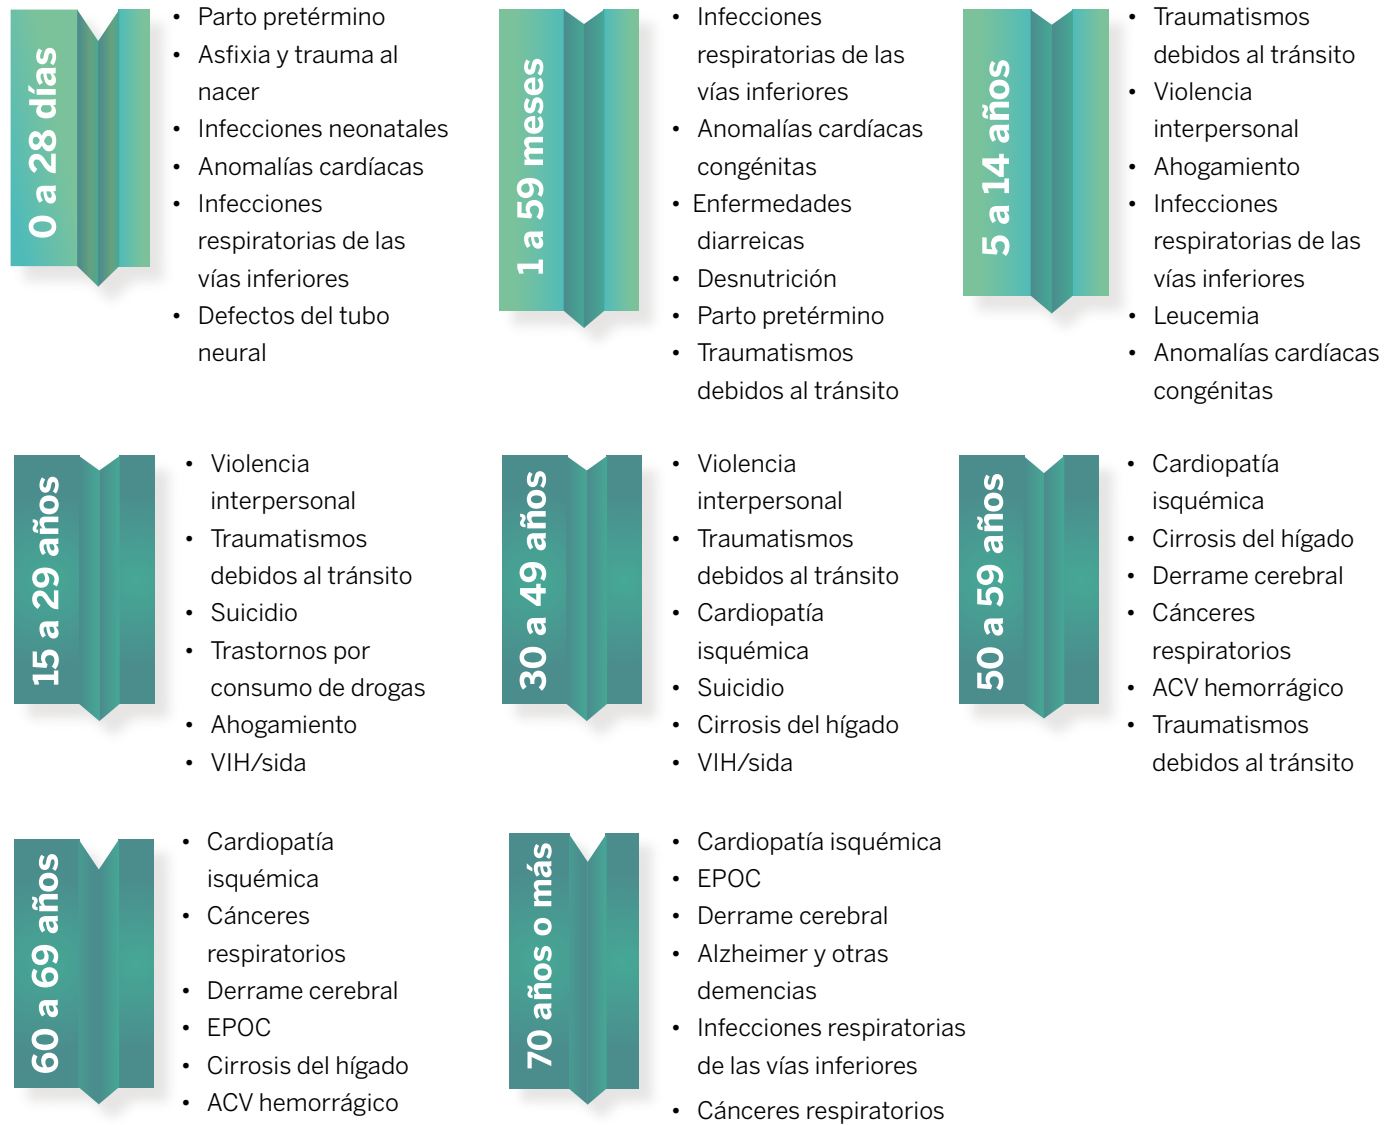 0 a 28 días
• Parto pretérmino
• Asfixia y trauma al
nacer
• Infecciones neonatales
• Anomalías cardíacas
• Infecciones
respiratorias de las
vías inferiores
• Defectos del tubo
neural
1 a 59 meses
• Infecciones
respiratorias de las
vías inferiores
• Anomalías cardíacas
congénitas
• Enfermedades
diarreicas
• Desnutrición
• Parto pretérmino
• Traumatismos
debidos al tránsito
5 a 14 años
• Traumatismos
debidos al tránsito
• Violencia
interpersonal
• Ahogamiento
• Infecciones
respiratorias de las
vías inferiores
• Leucemia
• Anomalías cardíacas
congénitas
15 a 29 años
• Violencia
interpersonal
• Traumatismos
debidos al tránsito
• Suicidio
• Trastornos por
consumo de drogas
• Ahogamiento
• VIH/sida
30 a 49 años
• Violencia
interpersonal
• Traumatismos
debidos al tránsito
• Cardiopatía
isquémica
• Suicidio
• Cirrosis del hígado
• VIH/sida
50 a 59 años
• Cardiopatía
isquémica
• Cirrosis del hígado
• Derrame cerebral
• Cánceres
respiratorios
• ACV hemorrágico
• Traumatismos
debidos al tránsito
60 a 69 años
• Cardiopatía
isquémica
• Cánceres
respiratorios
• Derrame cerebral
• EPOC
• Cirrosis del hígado
• ACV hemorrágico
70 años o más
• Cardiopatía isquémica
• EPOC
• Derrame cerebral
• Alzheimer y otras
demencias
• Infecciones respiratorias
de las vías inferiores
• Cánceres respiratorios